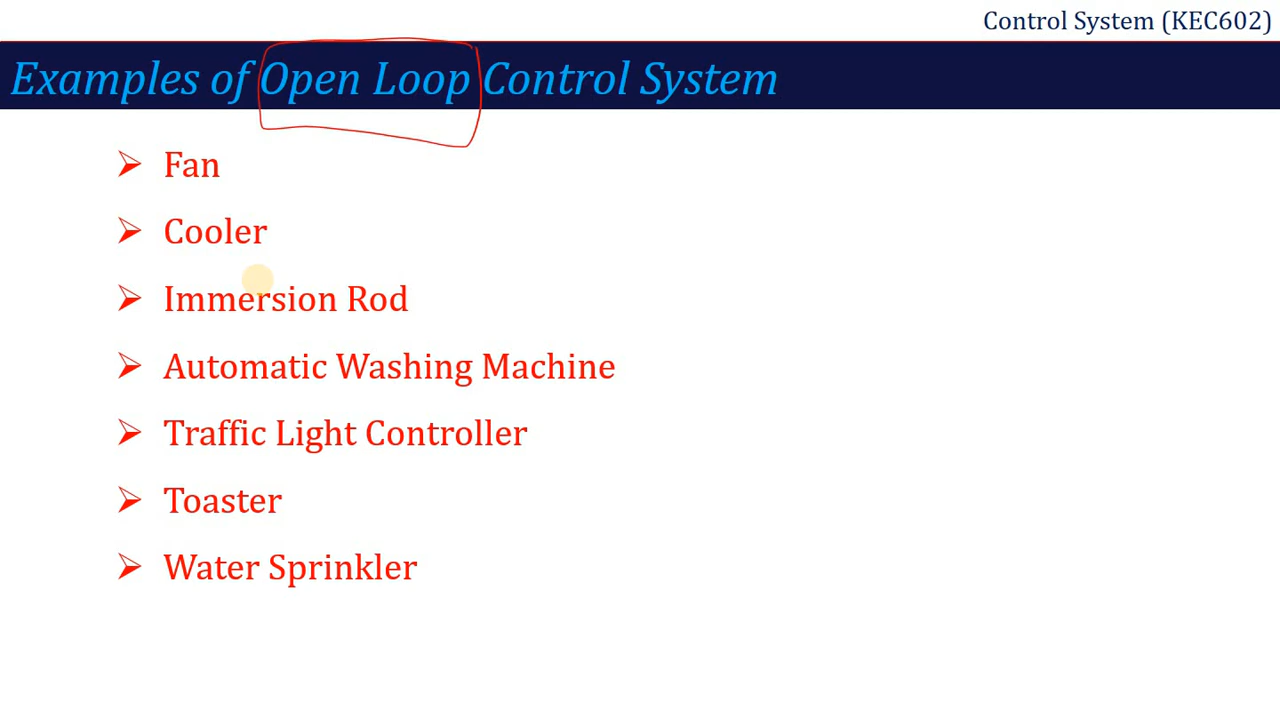 Control System (KEC602)
Examples of Open Loop Control System
Fan
Cooler
Immersion Rod
Automatic Washing Machine
Traffic Light Controller
Toaster
Water Sprinkler